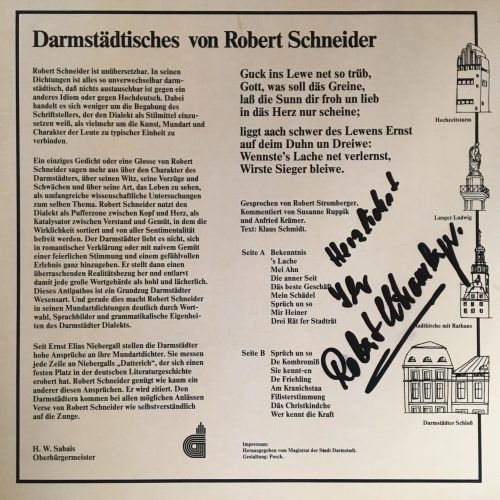 Darmstädtisches von Robert Schneider
Robert Schneider ist unübersetzbar. In seinen
Dichtungen ist alles so unverwechselbar darm-
städtisch, daß nichts austauschbar ist gegen ein
anderes Idiom oder gegen Hochdeutsch. Dabei
handelt es sich weniger um die Begabung des
Schriftstellers, der den Dialekt als Stilmittel einzu-
setzen weiß, als vielmehr um die Kunst, Mundart und
Charakter der Leute zu typischer Einheit zu
verbinden.
Ein einziges Gedicht oder eine Glosse von Robert
Schneider sagen mehr aus über den Charakter des
Darmstädters, über seinen Witz, seine Vorzüge und
Schwächen und über seine Art, das Leben zu sehen,
als umfangreiche wissenschaftliche Untersuchungen
zum selben Thema. Robert Schneider nutzt den
Dialekt als Pufferzone zwischen Kopf und Herz, als
Katalysator zwischen Verstand und Gemüt, in dem die
Wirklichkeit sortiert und von aller Sentimentalität
befreit werden. Der Darmstädter liebt es nicht, sich
in romantischer Verklärung oder mit naivem Gemüt
einer feierlichen Stimmung und einem gefühlvollen
Erlebnis ganz hinzugeben. Er stellt dann einen
überraschenden Realitätsbezug her und entlarvt
damit jede große Wortgebärde als hohl und lächerlich.
Dieses Antipathos ist ein Grundzug Darmstädter
Wesensart. Und gerade dies macht Robert Schneider
in seinen Mundartdichtungen deutlich durch Wort-
wahl, Sprachbilder und grammatikalische Eigenhei-
ten des Darmstädter Dialekts.
Seit Ernst Elias Niebergall stellen die Darmstädter
hohe Ansprüche an ihre Mundartdichter. Sie messen
jede Zeile an Niebergalls „Datterich“, der sich einen
festen Platz in der deutschen Literaturgeschichte
erobert hat. Robert Schneider genügt wie kaum ein
anderer diesen Ansprüchen. Er wird zitiert. Den
Darmstädtern kommen bei allen möglichen Anlässen
Verse von Robert Schneider wie selbstverständlich auf
die Zunge.
H. W. Sabais
Oberbürgermeister
Guck ins Lewe net so trüb,
Gott, was soll däs Greine,
laß die Sunn dir froh un lieb
in däs Herz nur scheine;
liggt aach schwer des Lewens Ernst
auf deim Duhn un Dreiwe:
Wennste's Lache net verlernst,
Wirste Sieger bleiwe.
Gesprochen von Robert Stromberger.
Kommentiert von Susanne Ruppik
und Anfried Krämer.
Text: Klaus Schmidt.
Seite A
Bekenntnis
's Lache
Mei Ahn
Die anner Seit
Däs beste Geschä
Mein Schädel
Sprüch un so
Mir Heiner
Drei Rät fer Stadträt
Seite B
Sprüch un so
De Kompromiß
Sie kennt-en
De Friehling
Am Kranichstaa
Filisterstimmung
Däs Christkindche
Wer kennt die Kraft
Impressum:
Herausgegeben vom Magistrat der Stadt Darmstadt.
Gestaltung: Posch.
Herzlichst
Ihr
Robert Stromberger
Hochzeitsturm
Langer Ludwig
Stadtkirche mit Rathaus
Darmstädter Schloß